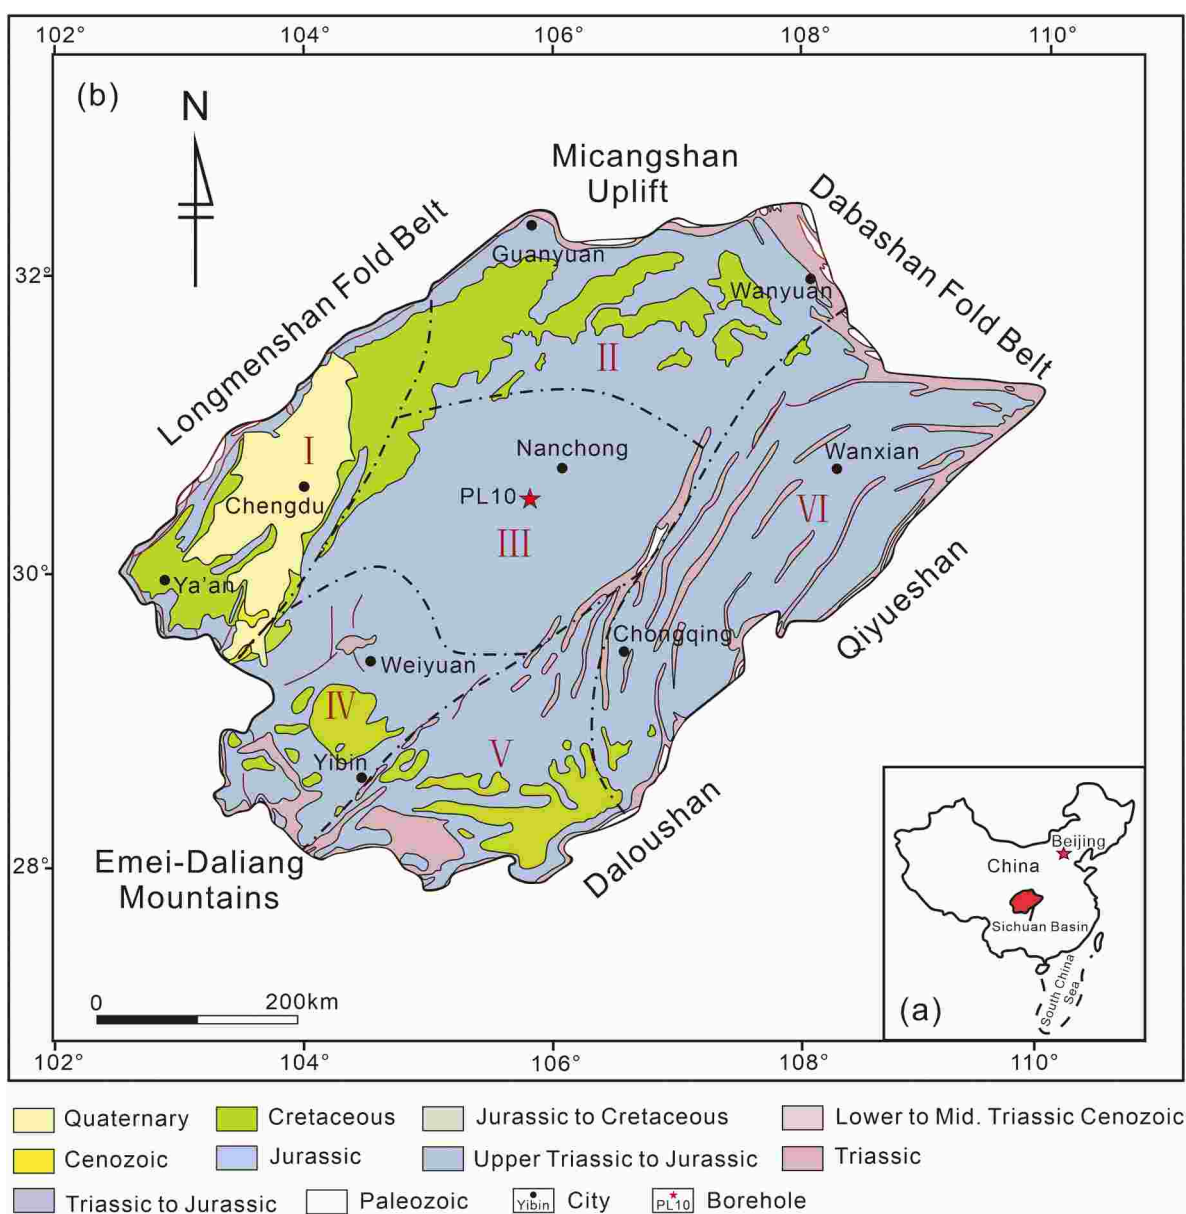 102° 104° 106° 108° 110°
(b)
N
Micangshan
Uplift
Dabashan Fold Belt
Longmenshan Fold Belt
32°
Guanyuan
Wanyuan
II
I
Nanchong
Wanxian
Chengdu
PL10
VI
III
30°
Ya'an
Qiyueshan
Chongqing
Weiyuan
IV
V
Yibin
Daloushan
28°
Emei-Daliang
Mountains
Beijing
China
Sichuan Basin
South China
Sea
(a)
0 200km
102° 104° 106° 108° 110°
Quaternary Cretaceous Jurassic to Cretaceous Lower to Mid. Triassic Cenozoic
Cenozoic Jurassic Upper Triassic to Jurassic Triassic
Triassic to Jurassic Paleozoic Yibin City PL10 Borehole